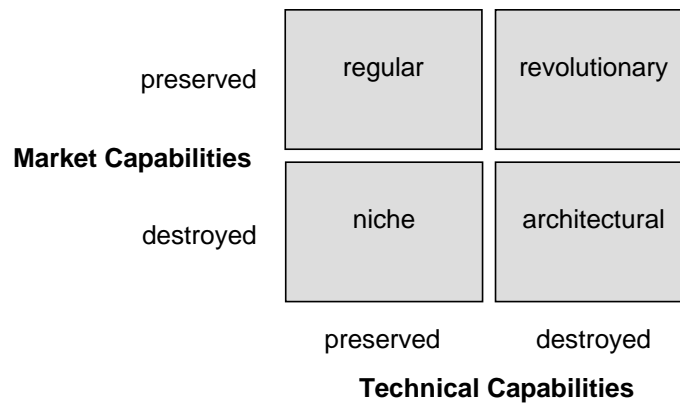 regular
revolutionary
preserved
Market Capabilities
niche
architectural
destroyed
preserved
destroyed
Technical Capabilities